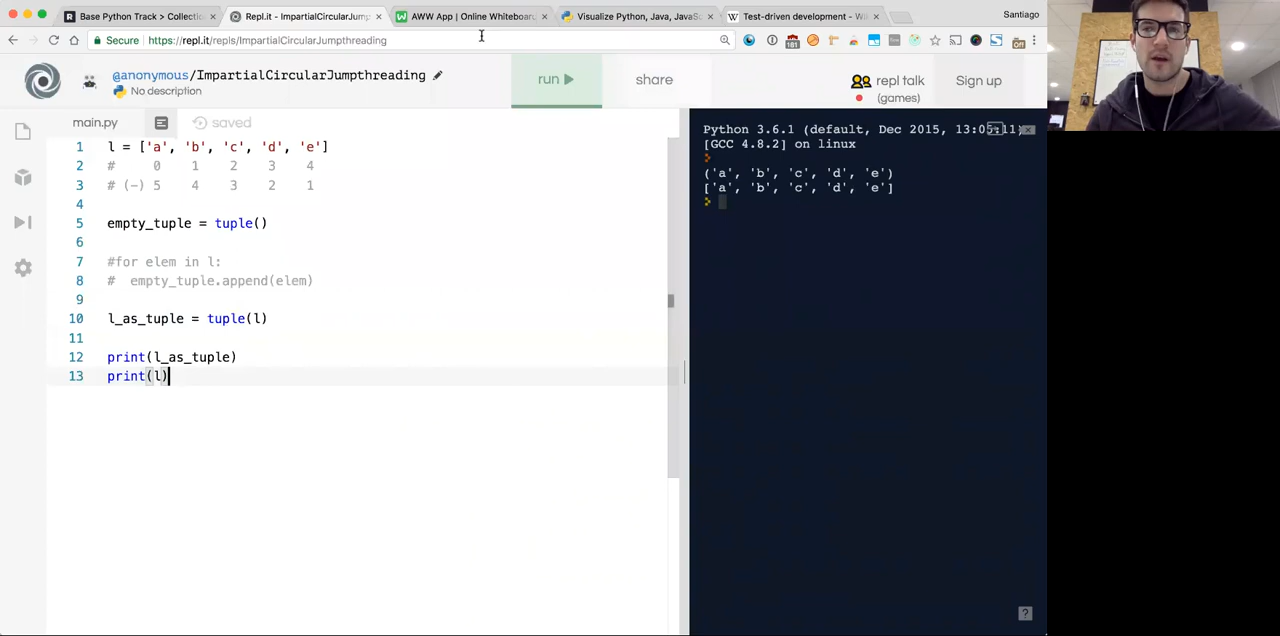 Base Python Track > Collectio
Repl.it - ImpartialCircularJump
AWW App | Online Whiteboard
Visualize Python, Java, JavaSc
Test-driven development - Wi
Santiago
Secure
https://repl.it/repls/ImpartialCircularJumpthreading
181
Off
@anonymous/ImpartialCircularJumpthreading
No description
run
share
repl talk
(games)
Sign up
main.py
saved
1 l = ['a', 'b', 'c', 'd', 'e']
2 # 0 1 2 3 4
3 # (-) 5 4 3 2 1
4
5 empty_tuple = tuple()
6
7 #for elem in l:
8 # empty_tuple.append(elem)
9
10 l_as_tuple = tuple(l)
11
12 print(l_as_tuple)
13 print(l)
Python 3.6.1 (default, Dec 2015, 13:05:11)
[GCC 4.8.2] on linux
('a', 'b', 'c', 'd', 'e')
['a', 'b', 'c', 'd', 'e']
?